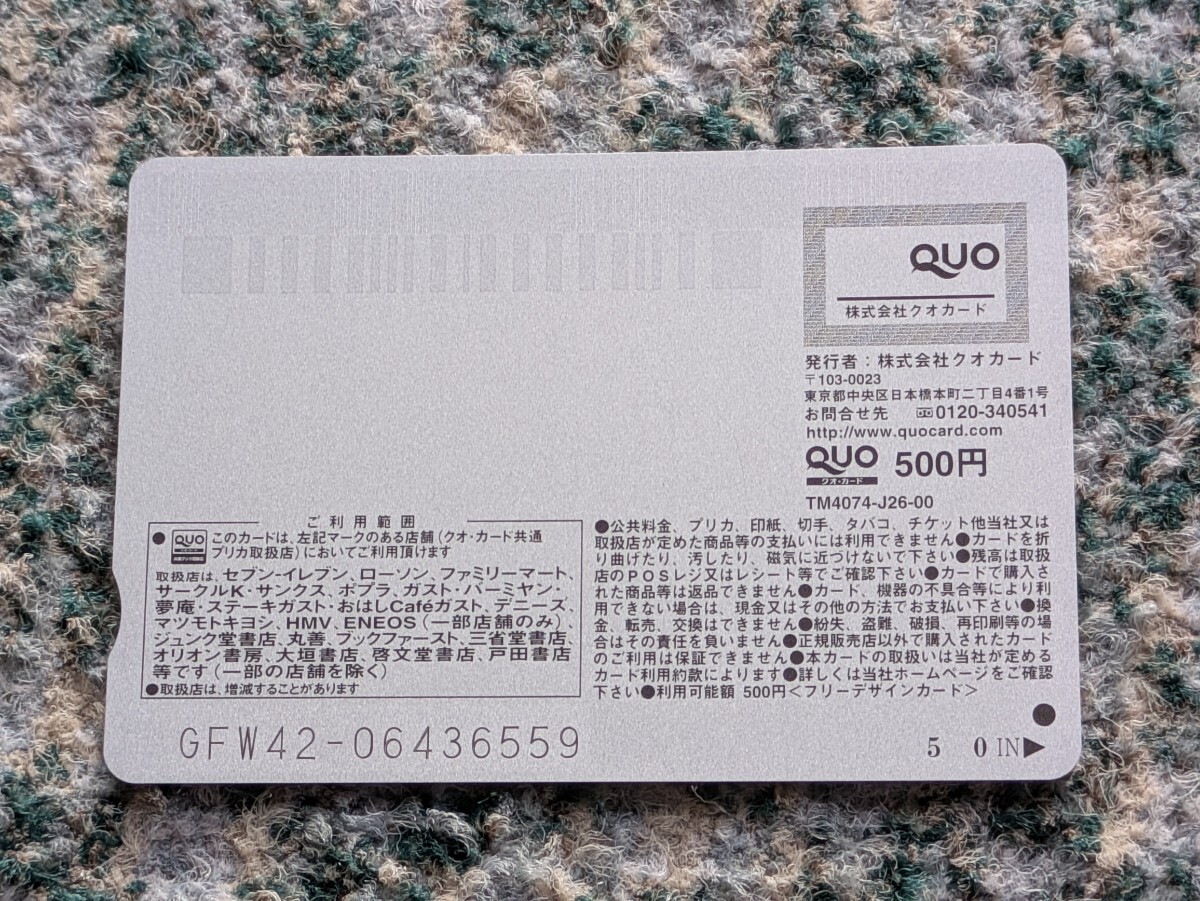 QUO
株式会社クオカード
発行者：株式会社クオカード
〒103-0023
東京都中央区日本橋本町二丁目4番1号
お問合せ先 0120-340541
http://www.quocard.com
QUO 500円
クオ・カード
TM4074-J26-00
ご利用範囲
●QUO このカードは、左記マークのある店舗（クオ・カード共通
プリカ取扱店）においてご利用頂けます
取扱店は、セブン-イレブン、ローソン、ファミリーマート、
サークルK・サンクス、ポプラ、ガスト・バーミヤン・
夢庵・ステーキガスト・おはしCaféガスト、デニーズ、
マツモトキヨシ、HMV、ENEOS（一部店舗のみ）、
ジュンク堂書店、丸善、ブックファースト、三省堂書店、
オリオン書房、大垣書店、啓文堂書店、戸田書店
等です（一部の店舗を除く）
●取扱店は、増減することがあります
●公共料金、プリカ、印紙、切手、タバコ、チケット他当社又は
取扱店が定めた商品等の支払いには利用できません●カードを折
り曲げたり、汚したり、磁気に近づけないで下さい●残高は取扱
店のPOSレジ又はレシート等でご確認下さい●カードで購入さ
れた商品等は返品できません●カード、機器の不具合等により利
用できない場合は、現金又はその他の方法でお支払い下さい●換
金、転売、交換はできません●紛失、盗難、破損、再印刷等の場
合はその責任を負いません●正規販売店以外で購入されたカード
のご利用は保証できません●本カードの取扱いは当社が定める
カード利用約款によります●詳しくは当社ホームページをご確認
下さい●利用可能額 500円＜フリーデザインカード＞
GFW42-06436559
5 0 IN▶